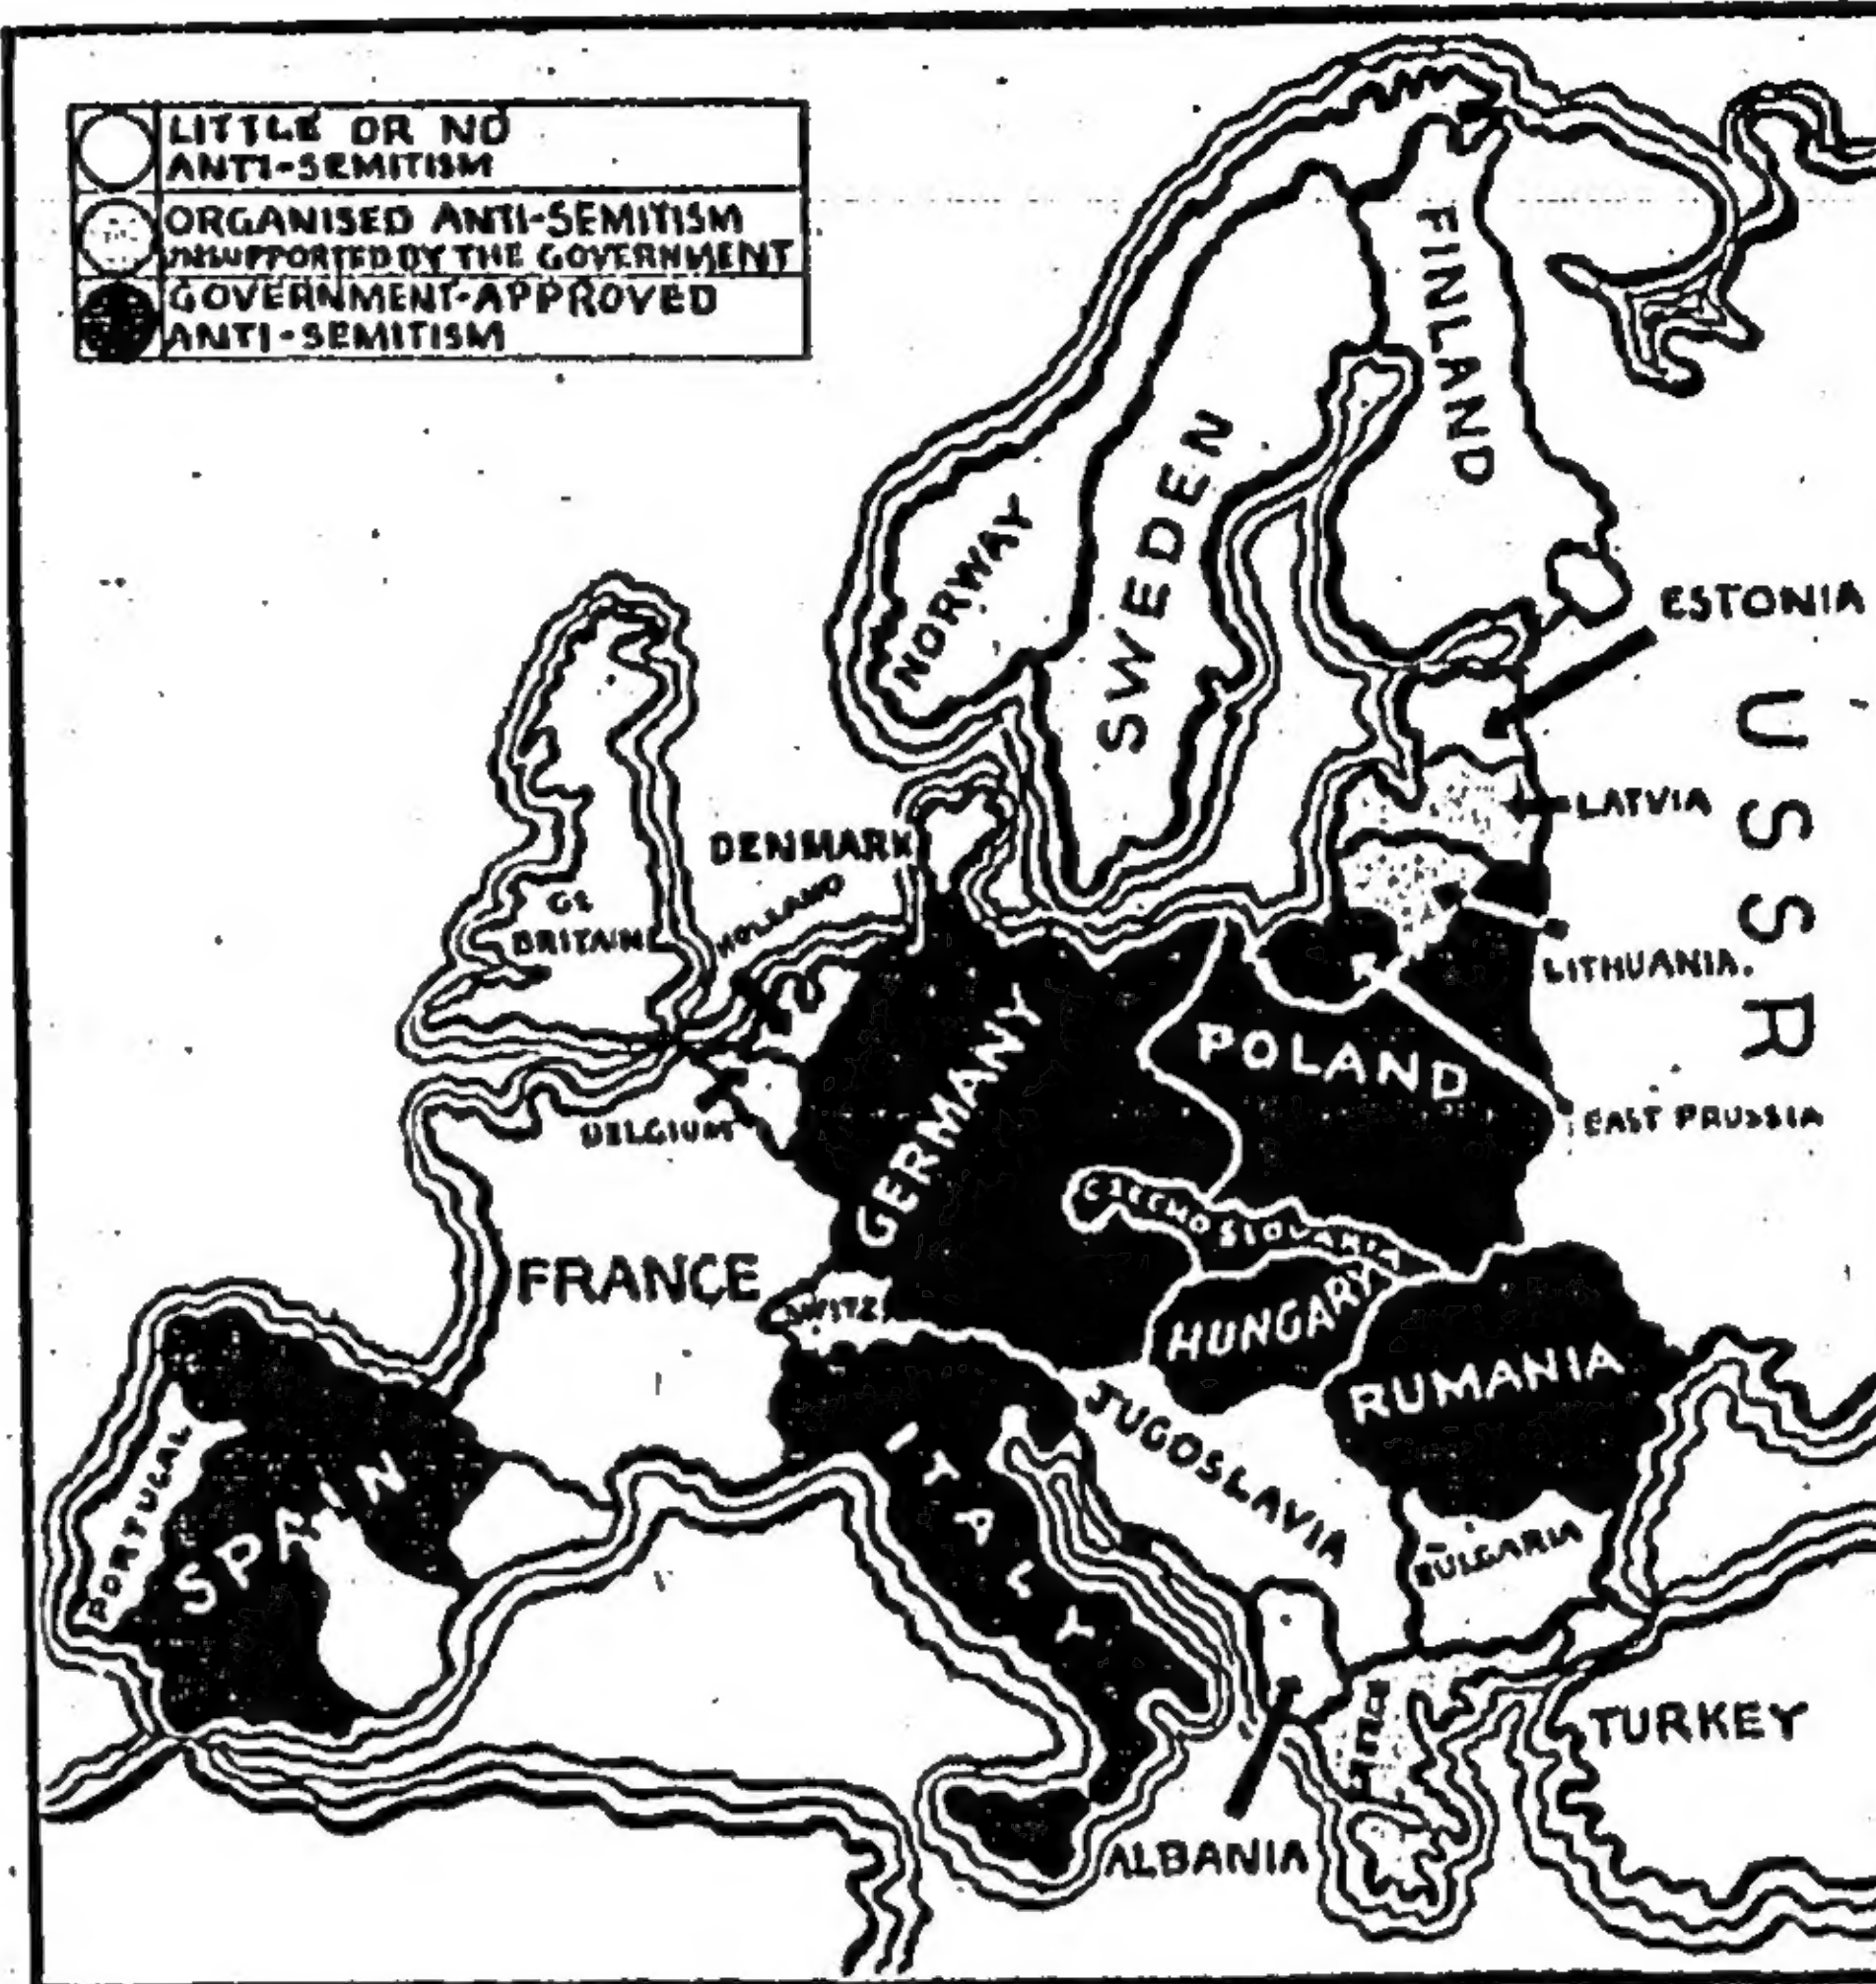 LITTLE OR NO
ANTI-SEMITISM
ORGANISED ANTI-SEMITISM
UNSUPPORTED BY THE GOVERNMENT
GOVERNMENT-APPROVED
ANTI-SEMITISM
FINLAND
SWEDEN
NORWAY
ESTONIA
USSR
LATVIA
DENMARK
HOLLAND
GT
BRITAIN
LITHUANIA.
GERMANY
POLAND
EAST PRUSSIA
BELGIUM
CZECHOSLOVAKIA
FRANCE
SWITZ
HUNGARY
RUMANIA
JUGOSLAVIA
ITALY
PORTUGAL
SPAIN
BULGARIA
TURKEY
ALBANIA